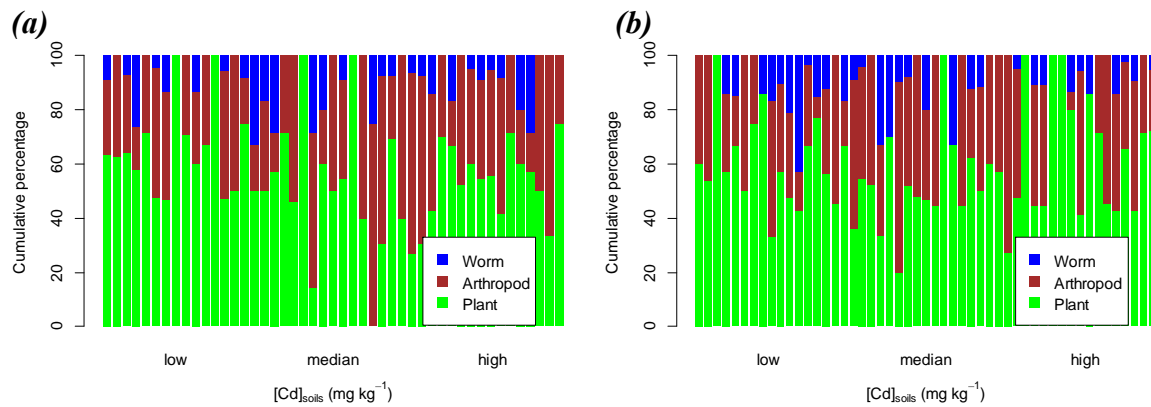 (a)
Cumulative percentage
100
80
60
40
20
0
Worm
Arthropod
Plant
low median high
[Cd]soils (mg kg−1)
(b)
Cumulative percentage
100
80
60
40
20
0
Worm
Arthropod
Plant
low median high
[Cd]soils (mg kg−1)